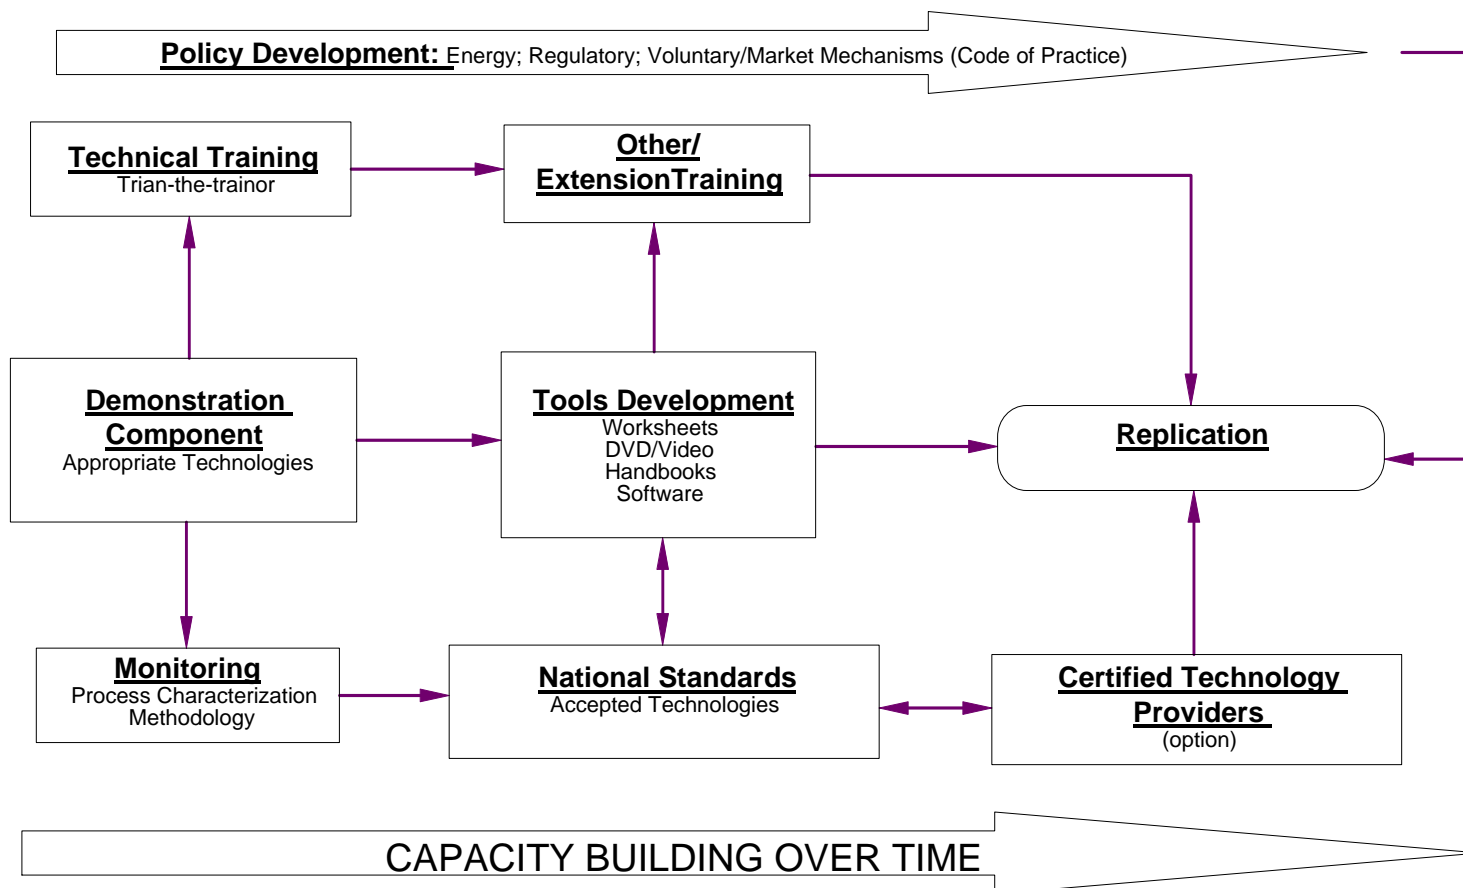 Policy Development: Energy; Regulatory; Voluntary/Market Mechanisms (Code of Practice)
Technical Training
Trian-the-trainor
Other/
ExtensionTraining
Demonstration
Component
Appropriate Technologies
Tools Development
Worksheets
DVD/Video
Handbooks
Software
Replication
Monitoring
Process Characterization
Methodology
National Standards
Accepted Technologies
Certified Technology
Providers
(option)
CAPACITY BUILDING OVER TIME